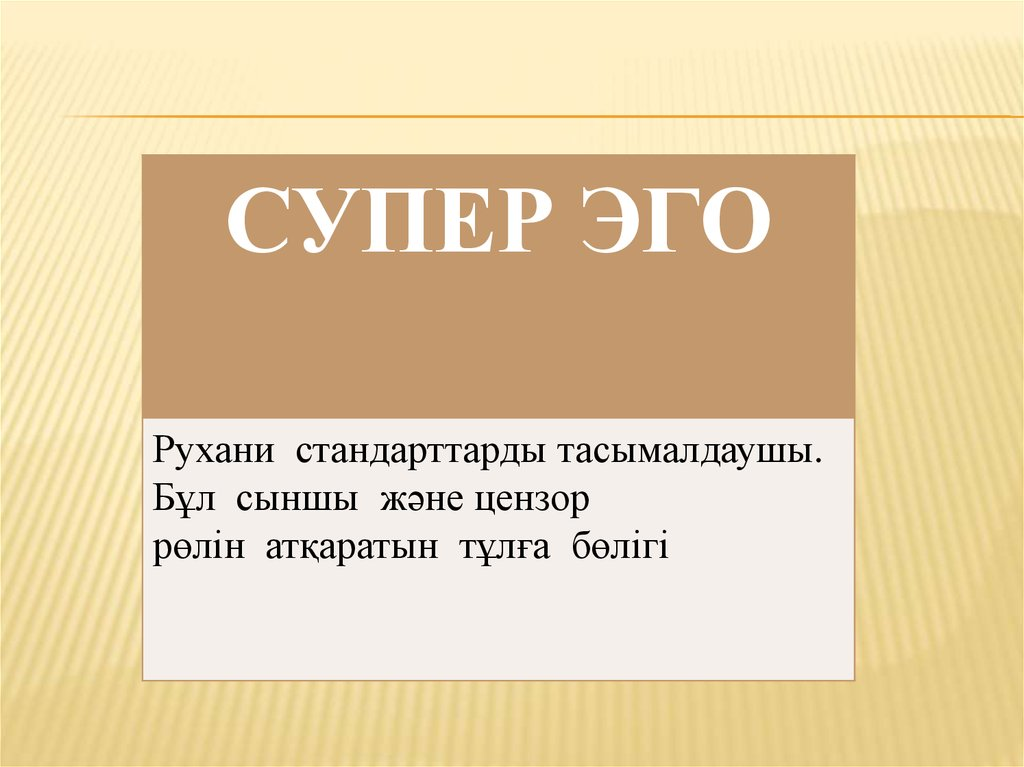 СУПЕР ЭГО
Рухани стандарттарды тасымалдаушы.
Бұл сыншы және цензор
рөлін атқаратын тұлға бөлігі